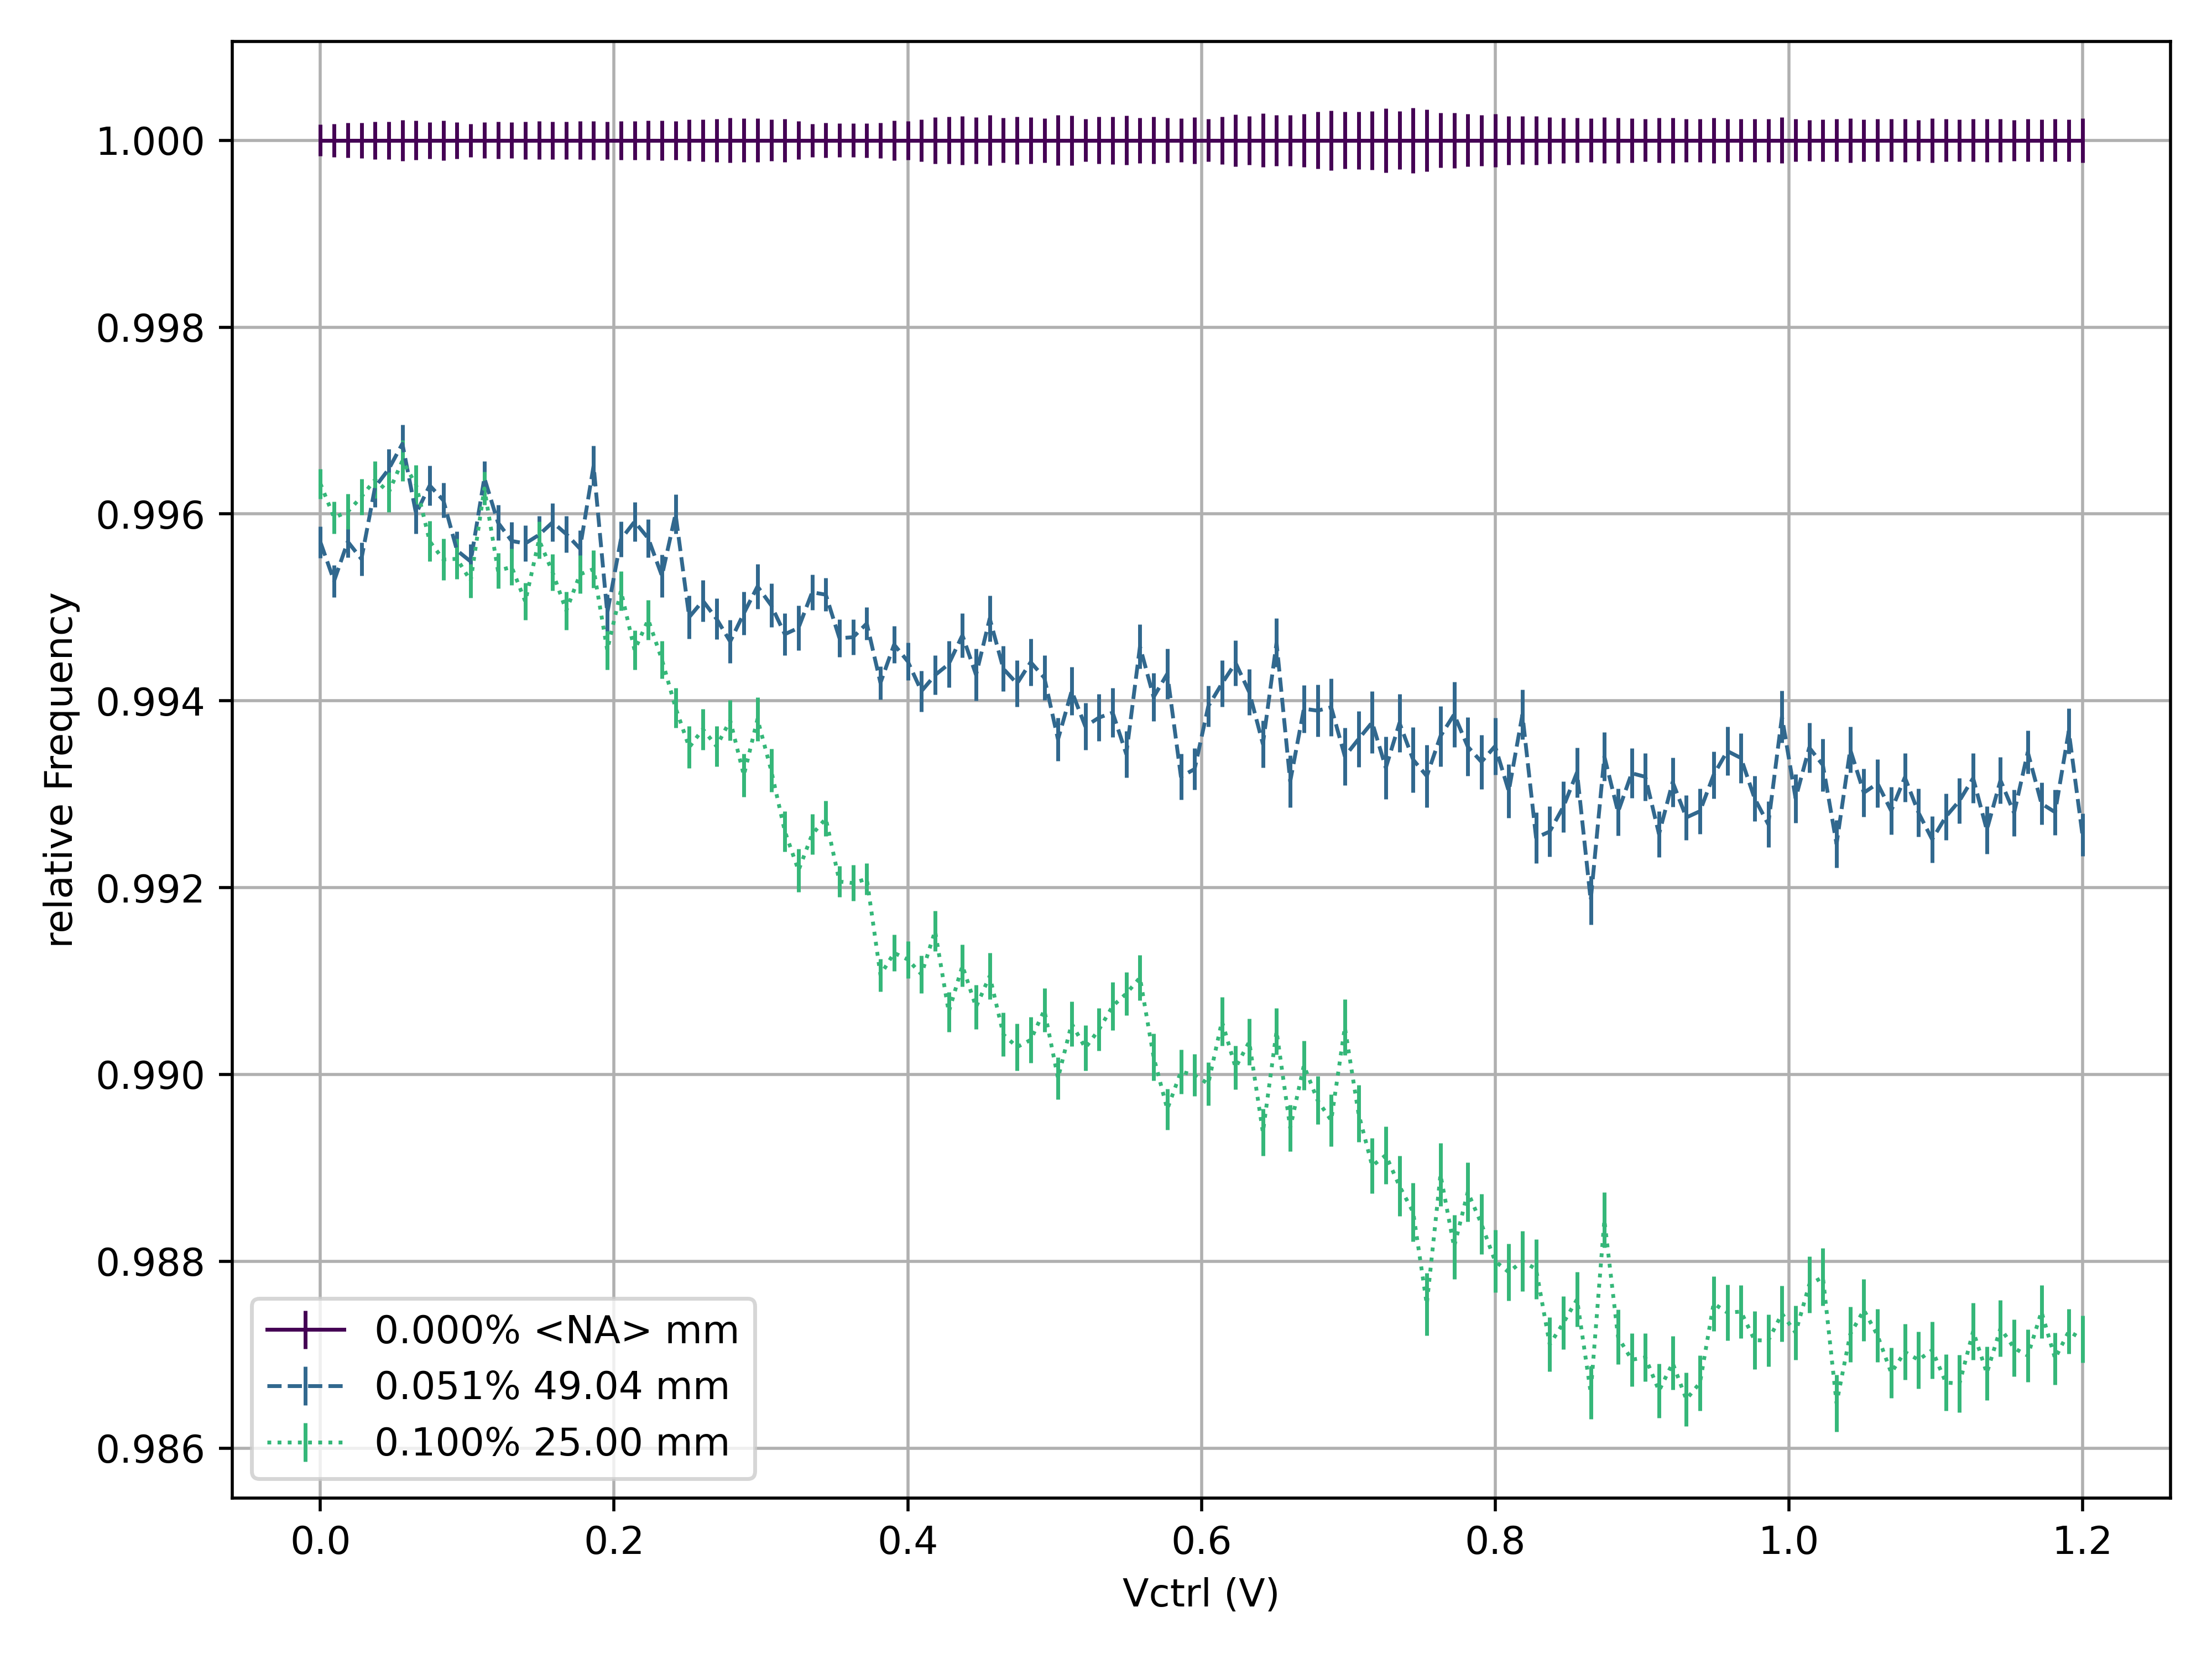 1.000
0.998
0.996
0.994
0.992
0.990
0.988
0.986
relative Frequency
0.000% <NA> mm
0.051% 49.04 mm
0.100% 25.00 mm
0.0 0.2 0.4 0.6 0.8 1.0 1.2
Vctrl (V)